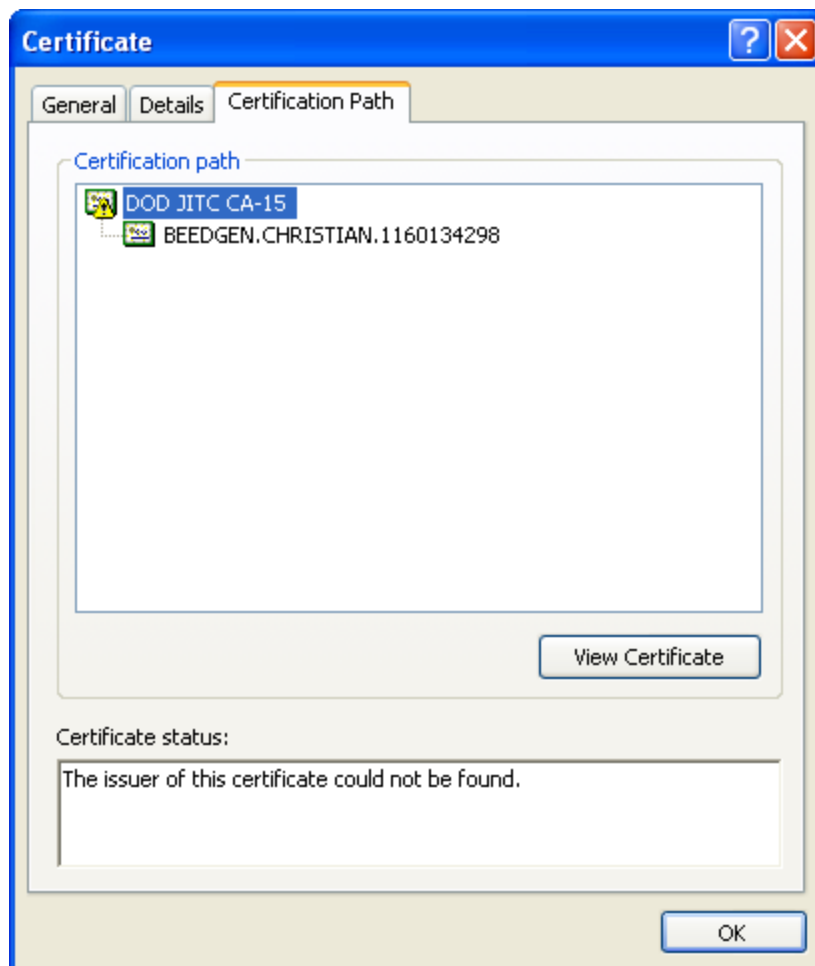 Certificate
General Details Certification Path
Certification path
DOD JITC CA-15
BEEDGEN.CHRISTIAN.1160134298
View Certificate
Certificate status:
The issuer of this certificate could not be found.
OK